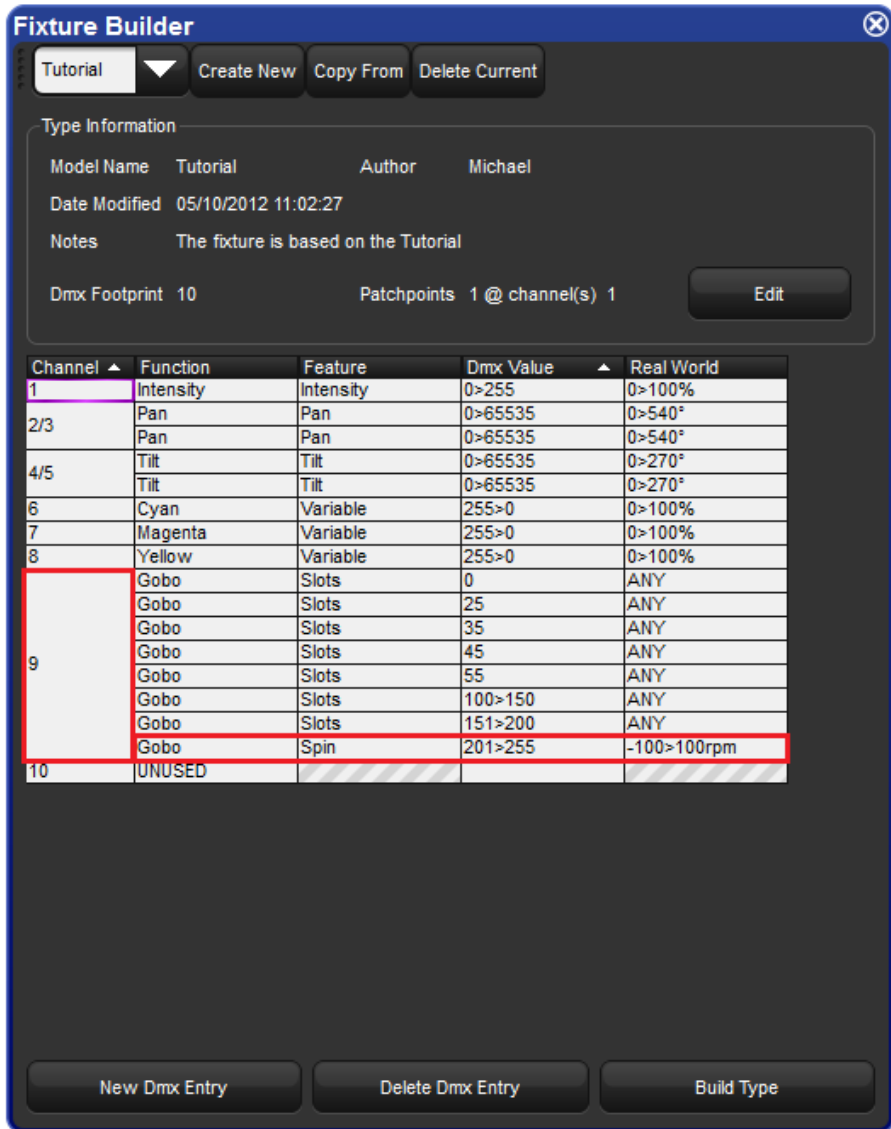 Fixture Builder
Tutorial Create New Copy From Delete Current
Type Information
Model Name Tutorial Author Michael
Date Modified 05/10/2012 11:02:27
Notes The fixture is based on the Tutorial
Dmx Footprint 10 Patchpoints 1 @ channel(s) 1 Edit
Channel Function Feature Dmx Value Real World
1 Intensity Intensity 0>255 0>100%
2/3 Pan Pan 0>65535 0>540°
Pan Pan 0>65535 0>540°
4/5 Tilt Tilt 0>65535 0>270°
Tilt Tilt 0>65535 0>270°
6 Cyan Variable 255>0 0>100%
7 Magenta Variable 255>0 0>100%
8 Yellow Variable 255>0 0>100%
9 Gobo Slots 0 ANY
Gobo Slots 25 ANY
Gobo Slots 35 ANY
Gobo Slots 45 ANY
Gobo Slots 55 ANY
Gobo Slots 100>150 ANY
Gobo Slots 151>200 ANY
Gobo Spin 201>255 -100>100rpm
10 UNUSED
New Dmx Entry Delete Dmx Entry Build Type